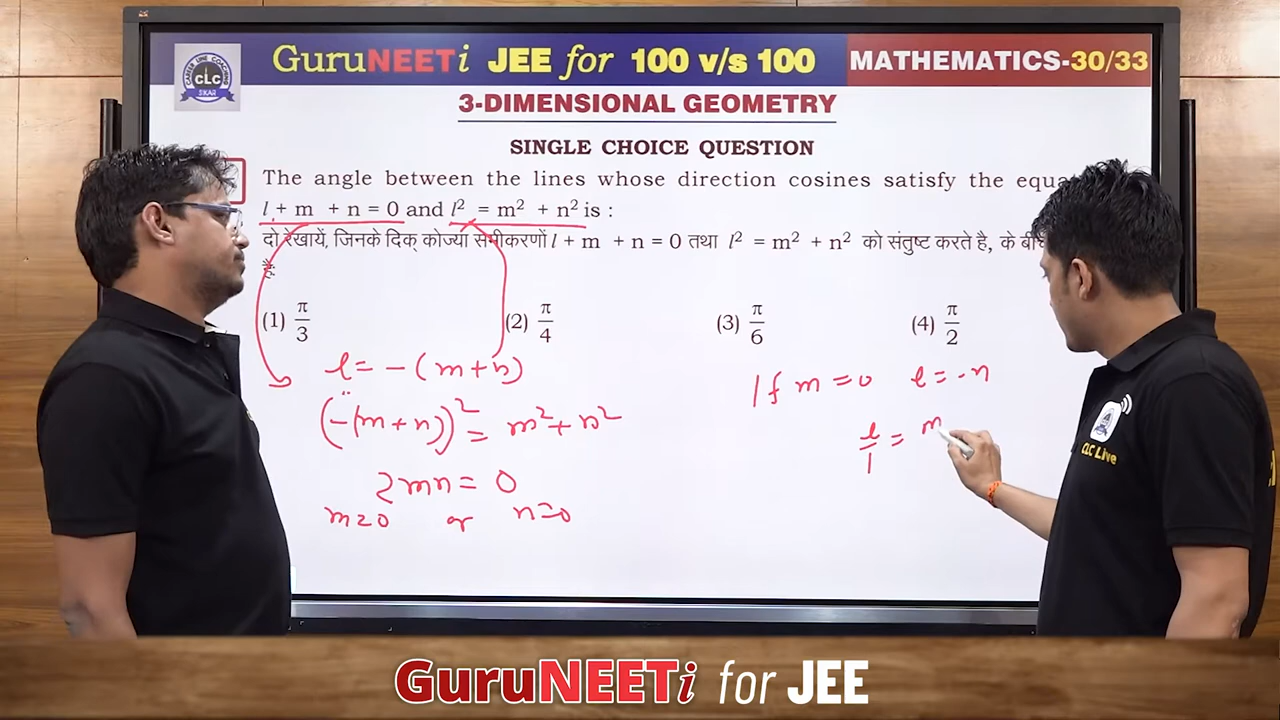 GuruNEETi JEE for 100 v/s 100
MATHEMATICS-30/33
CLC
SIKAR
3-DIMENSIONAL GEOMETRY
SINGLE CHOICE QUESTION
The angle between the lines whose direction cosines satisfy the
l + m + n = 0 and l² = m² + n² is :
दो रेखायें, जिनके दिक् कोज्या समीकरणों l + m + n = 0 तथा l² = m² + n² को संतुष्ट करते है, के
है:
(1) π/3 (2) π/4 (3) π/6 (4) π/2
l = -(m+n)
(-(m+n))² = m² + n²
2mn = 0
m=0 or n=0
If m = 0 l = -n
l/1 = m
CLC Live
GuruNEETi for JEE